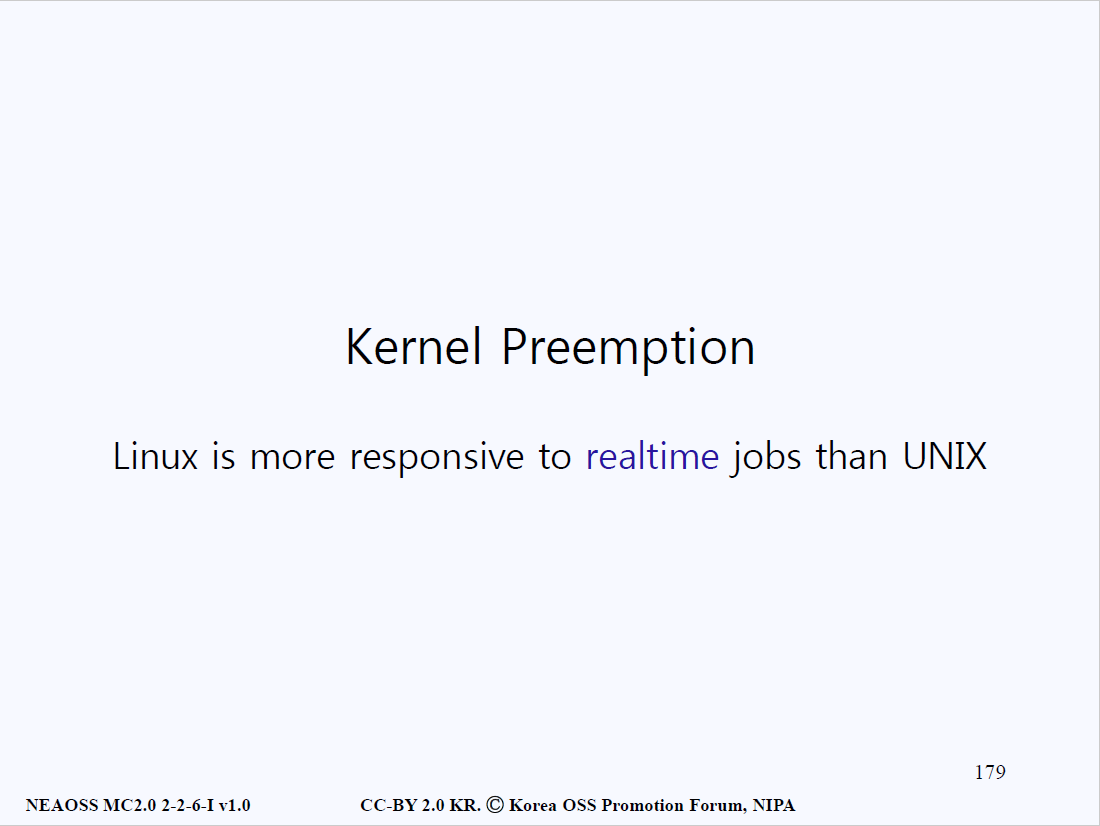 Kernel Preemption
Linux is more responsive to realtime jobs than UNIX
179
NEAOSS MC2.0 2-2-6-I v1.0 CC-BY 2.0 KR. Ⓒ Korea OSS Promotion Forum, NIPA